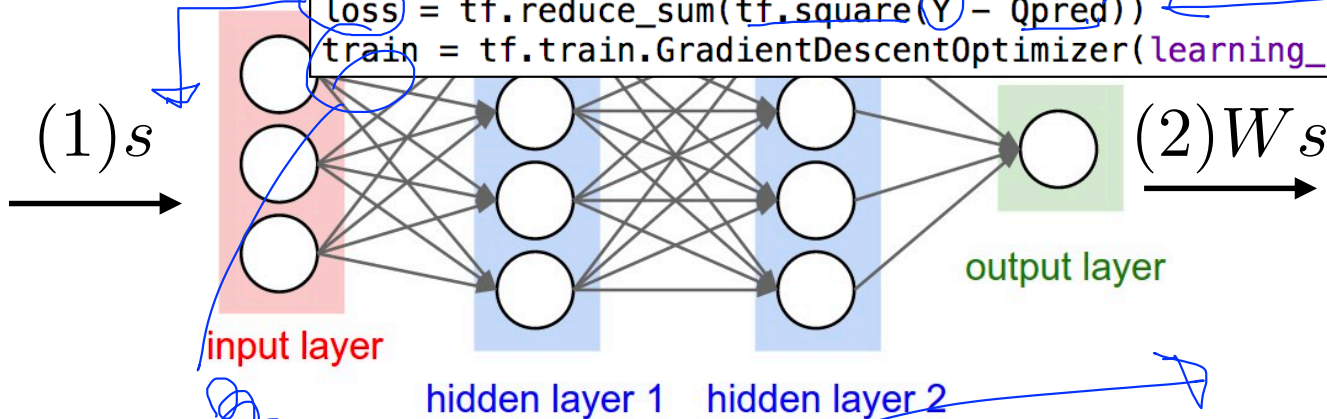 loss = tf.reduce_sum(tf.square(Y - Qpred))
train = tf.train.GradientDescentOptimizer(learning_
(1)s
(2)Ws
output layer
input layer
hidden layer 1 hidden layer 2